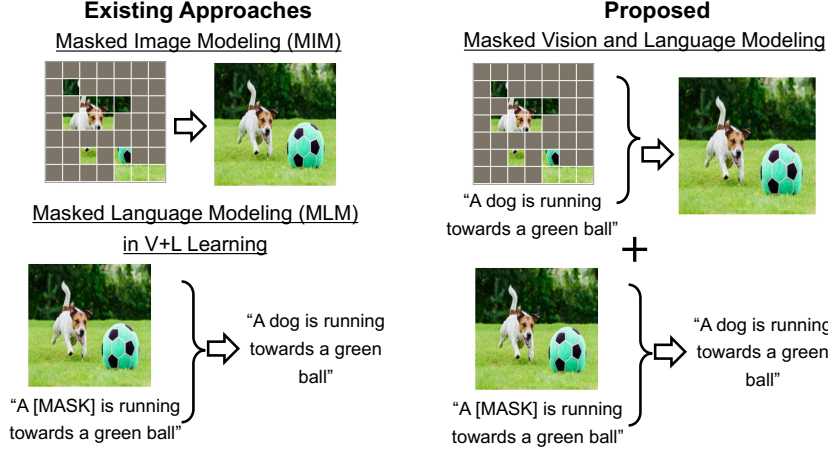 Existing Approaches
Masked Image Modeling (MIM)
Masked Language Modeling (MLM)
in V+L Learning
“A dog is running
towards a green
ball”
“A [MASK] is running
towards a green ball”
Proposed
Masked Vision and Language Modeling
“A dog is running
towards a green ball”
+
“A dog is running
towards a green
ball”
“A [MASK] is running
towards a green ball”